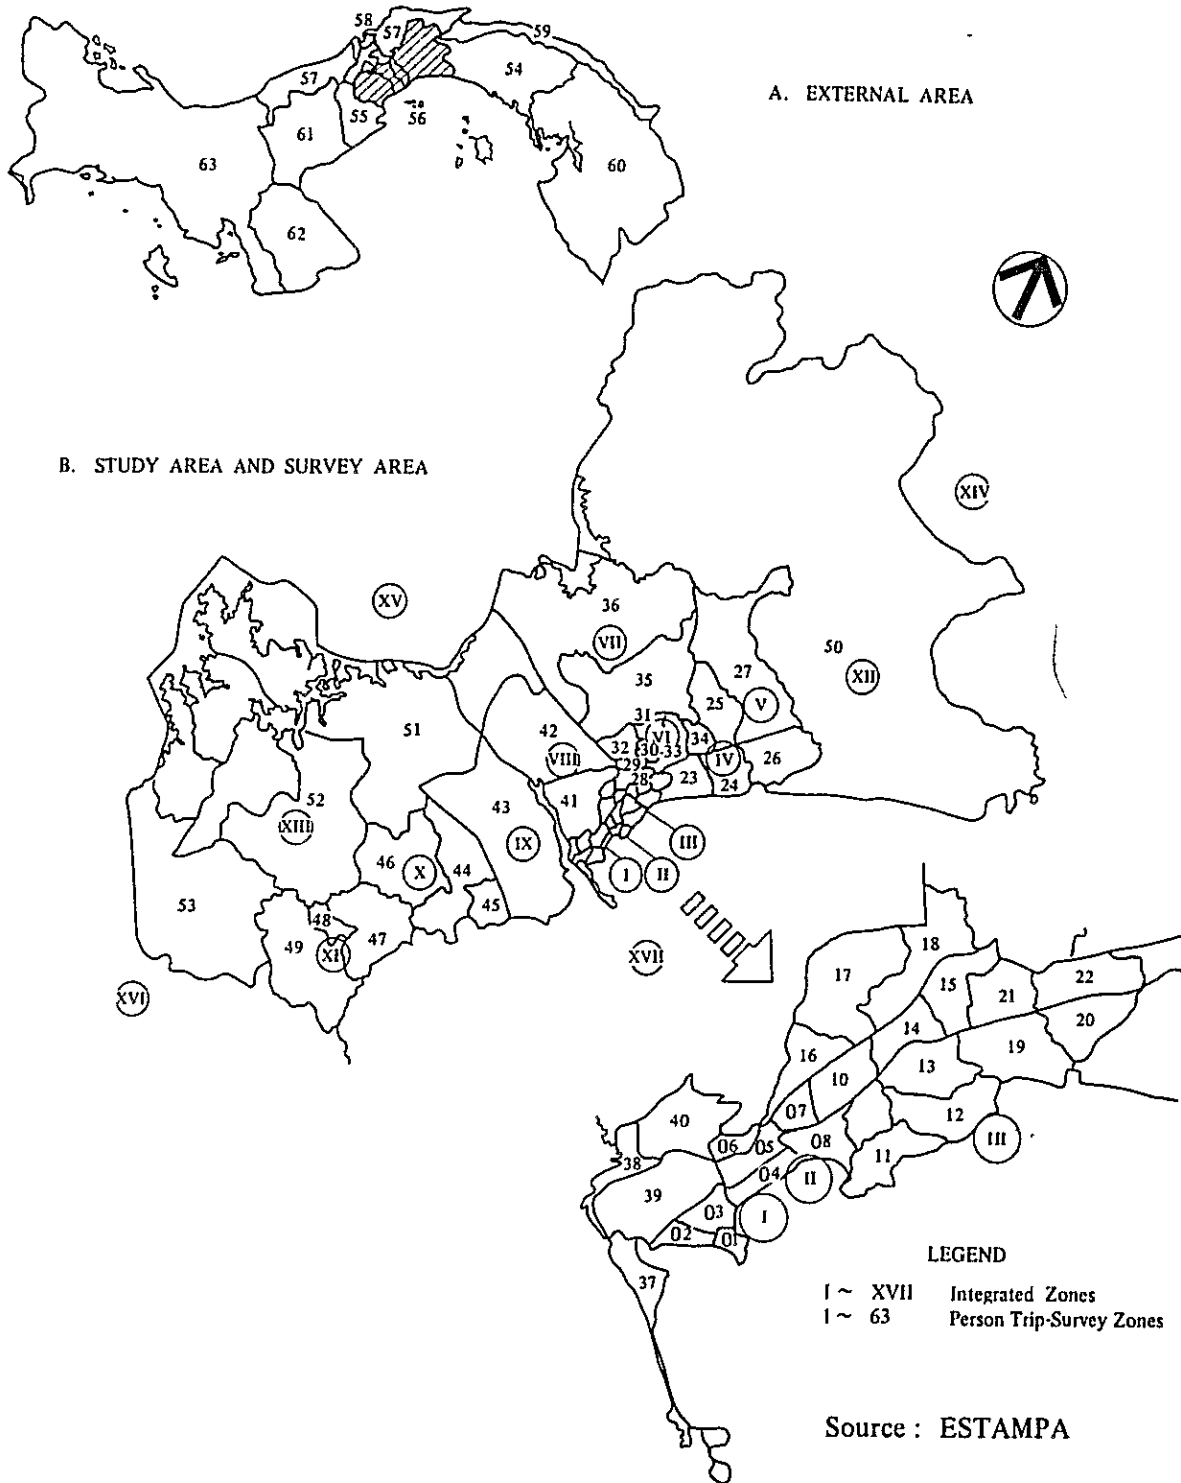 58
57
59
54
57
A. EXTERNAL AREA
55
56
61
63
60
62
B. STUDY AREA AND SURVEY AREA
XIV
XV
36
VII
50
27
XII
35
25
V
31
51
42
VI
34
32
30
33
IV
VIII
29
26
28
23
24
52
43
41
XIII
IX
III
46
X
44
I
II
53
45
48
49
47
XI
XVII
XVI
18
17
15
21
22
14
20
16
13
19
10
07
12
40
06
05
08
III
38
04
11
II
39
03
I
02
01
37
LEGEND
I ~ XVII Integrated Zones
1 ~ 63 Person Trip-Survey Zones
Source : ESTAMPA